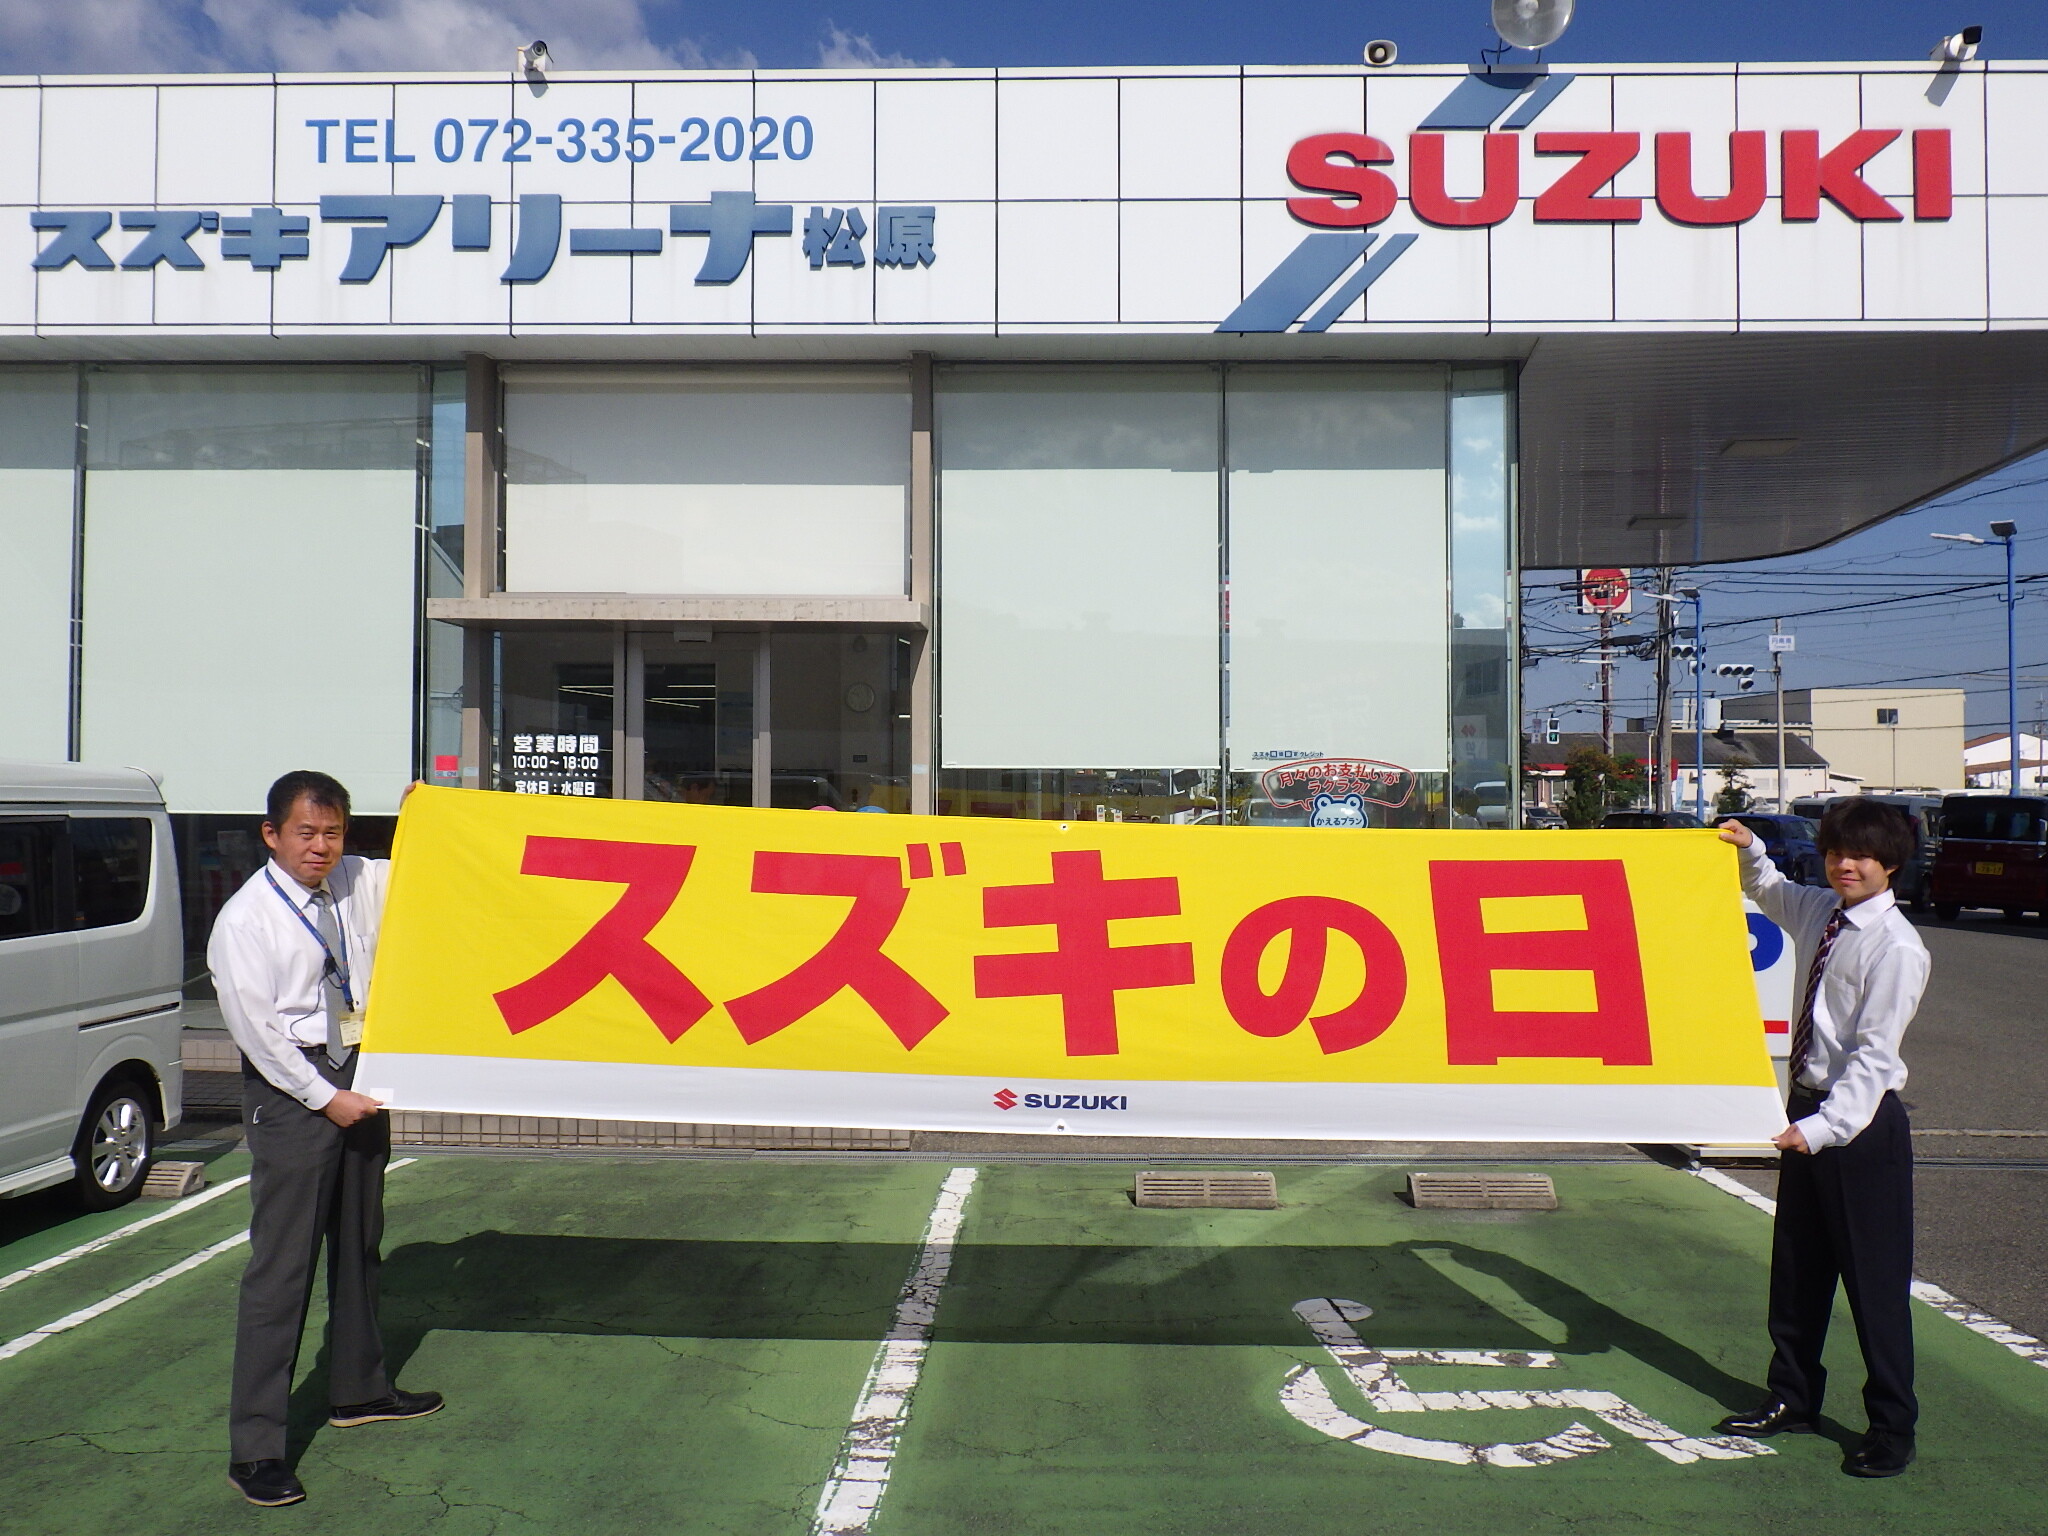 TEL 072-335-2020
スズキアリーナ松原
SUZUKI
営業時間
10:00～18:00
定休日：水曜日
月々のお支払いが
ラクラク!
かえるプラン
スズキの日
SUZUKI